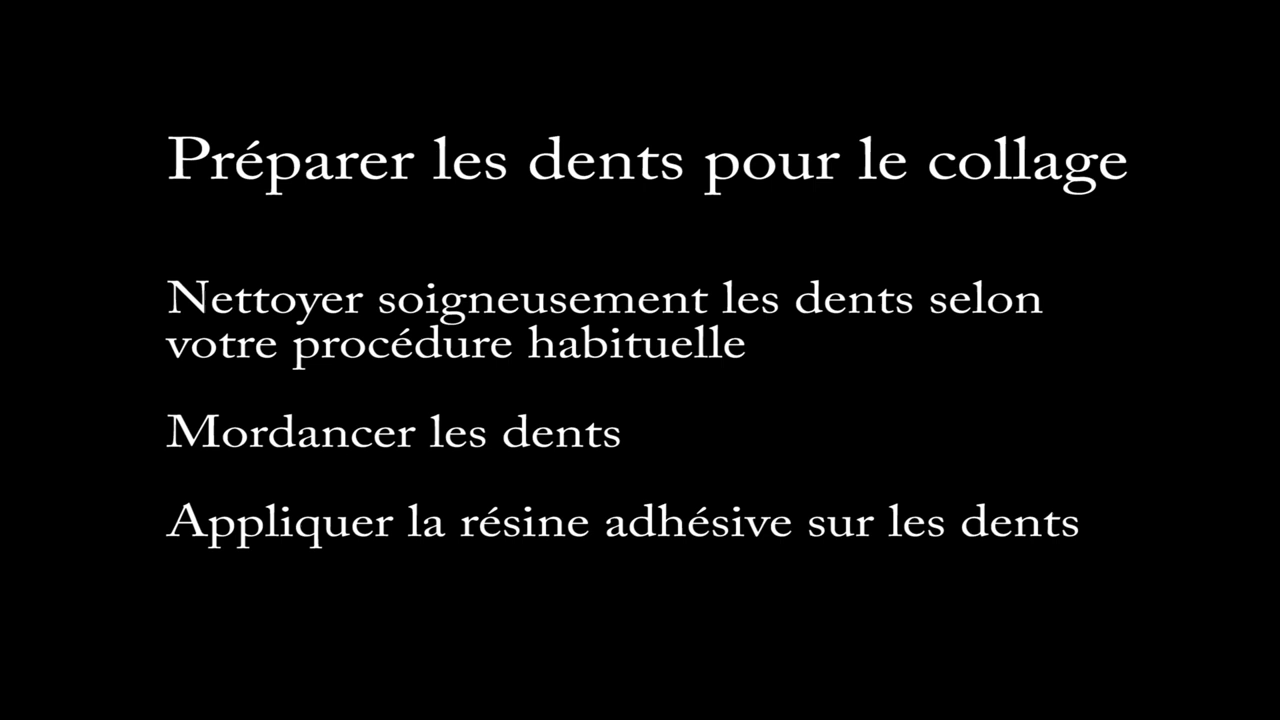 Préparer les dents pour le collage
Nettoyer soigneusement les dents selon
votre procédure habituelle
Mordancer les dents
Appliquer la résine adhésive sur les dents